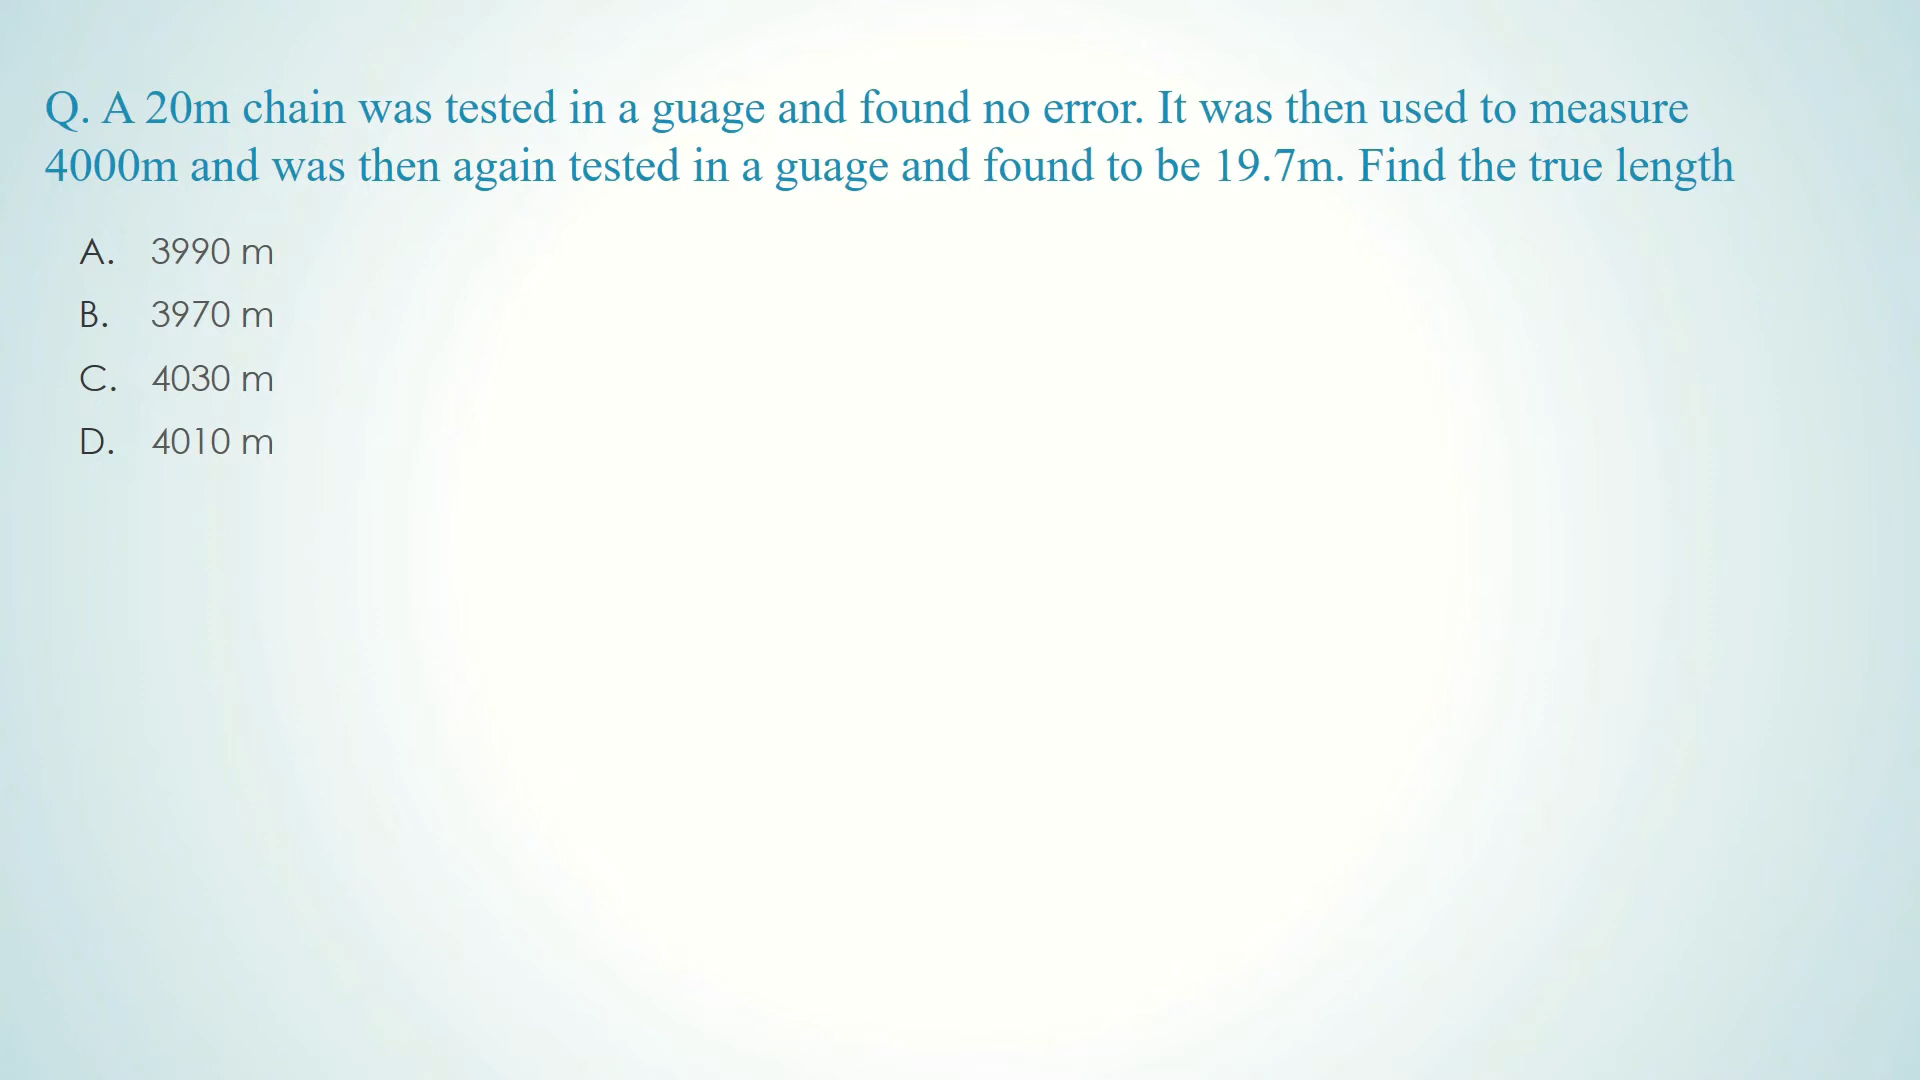 Q. A 20m chain was tested in a guage and found no error. It was then used to measure
4000m and was then again tested in a guage and found to be 19.7m. Find the true length
A. 3990 m
B. 3970 m
C. 4030 m
D. 4010 m